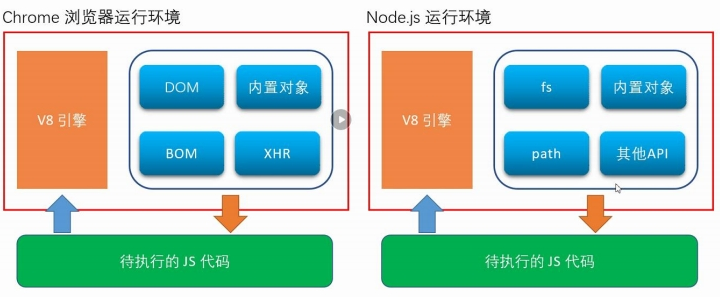 Chrome 浏览器运行环境
V8 引擎
DOM
内置对象
BOM
XHR
待执行的 JS 代码
Node.js 运行环境
V8 引擎
fs
内置对象
path
其他API
待执行的 JS 代码